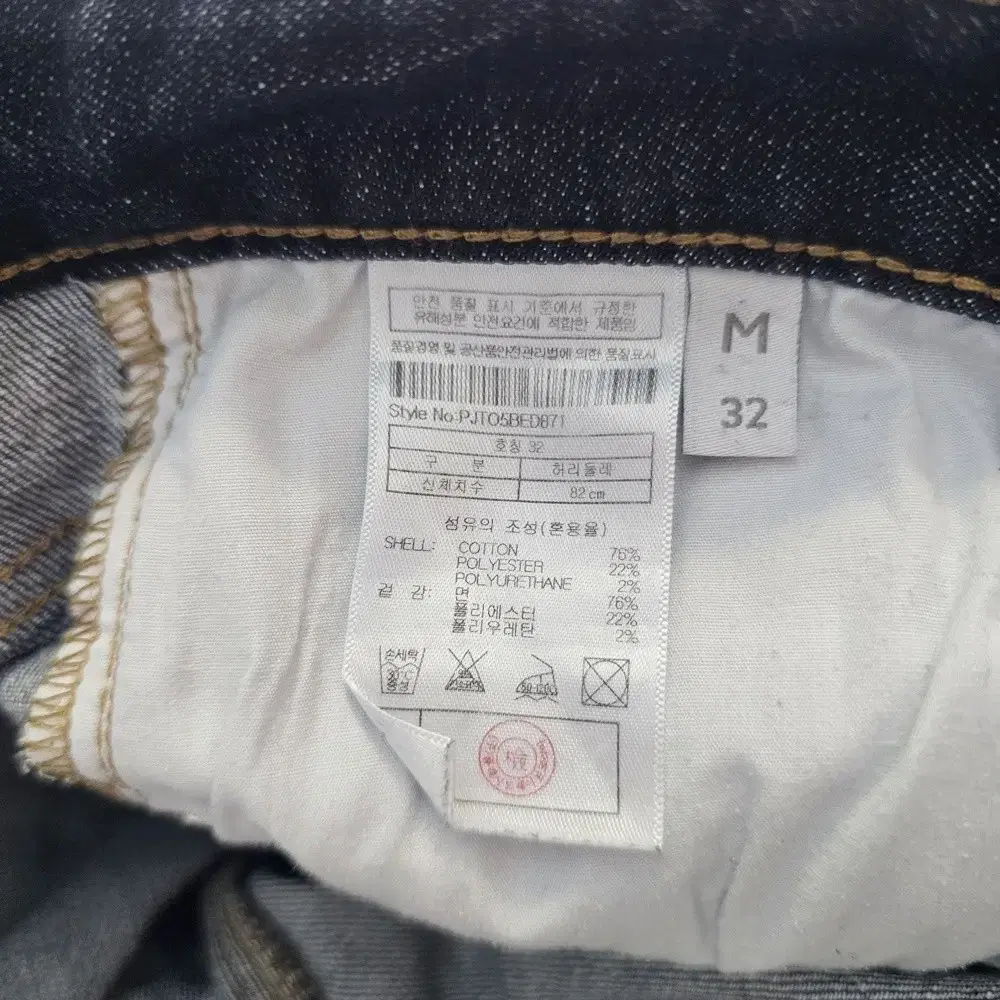 안전 품질 표시 기준에서 규정한
유해성분 안전요건에 적합한 제품임
품질경영 및 공산품안전관리법에 의한 품질표시
Style No:PJTO5BED871
호칭 32
구 분 허리둘레
신체치수 82cm
섬유의 조성(혼용율)
SHELL: COTTON 76%
POLYESTER 22%
POLYURETHANE 2%
겉 감: 면 76%
폴리에스터 22%
폴리우레탄 2%
손세탁
30℃
중성
M
32